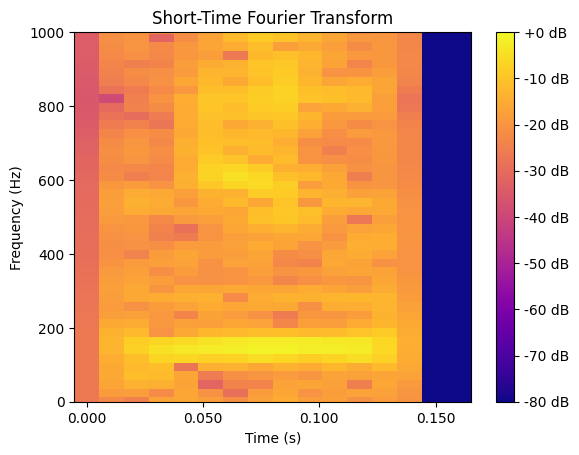 Short-Time Fourier Transform
1000
800
600
400
200
0
Frequency (Hz)
0.000
0.050
0.100
0.150
Time (s)
+0 dB
-10 dB
-20 dB
-30 dB
-40 dB
-50 dB
-60 dB
-70 dB
-80 dB